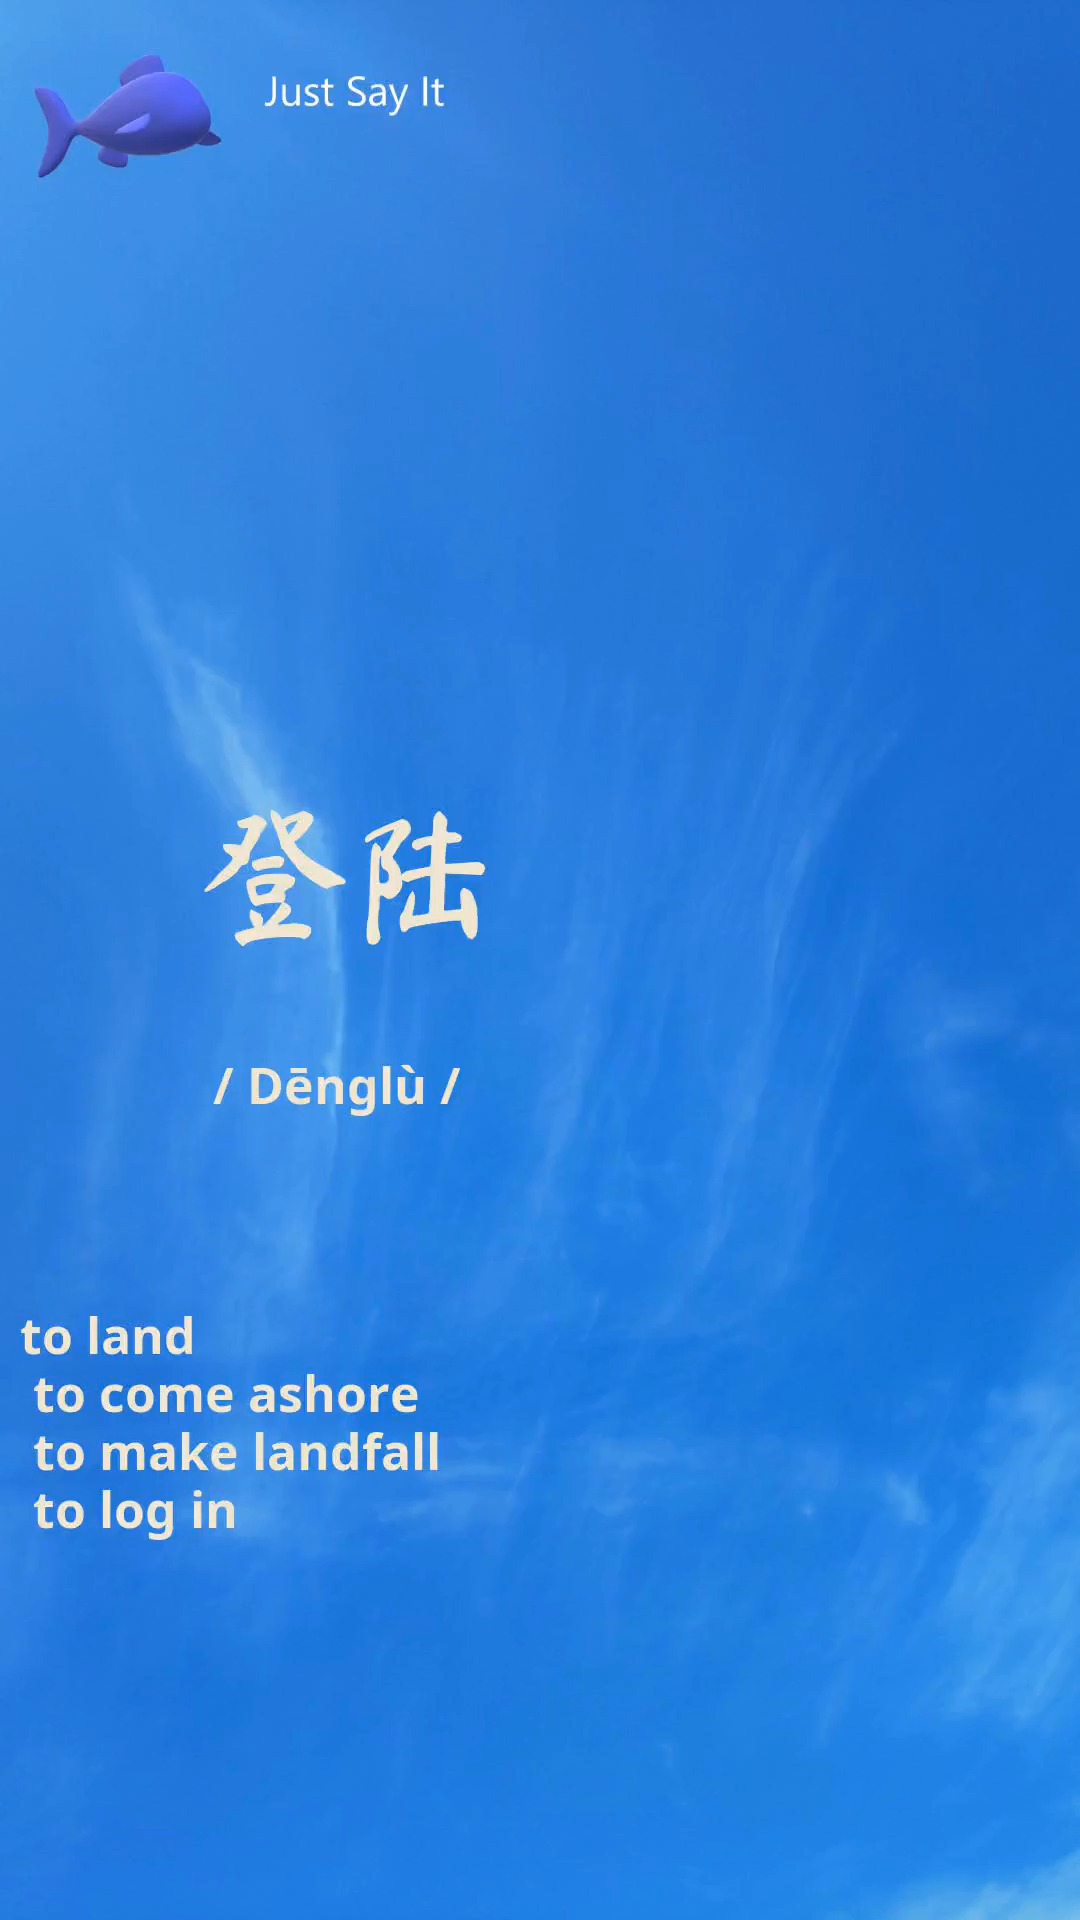 Just Say It
登陆
/ Dēnglù /
to land
to come ashore
to make landfall
to log in